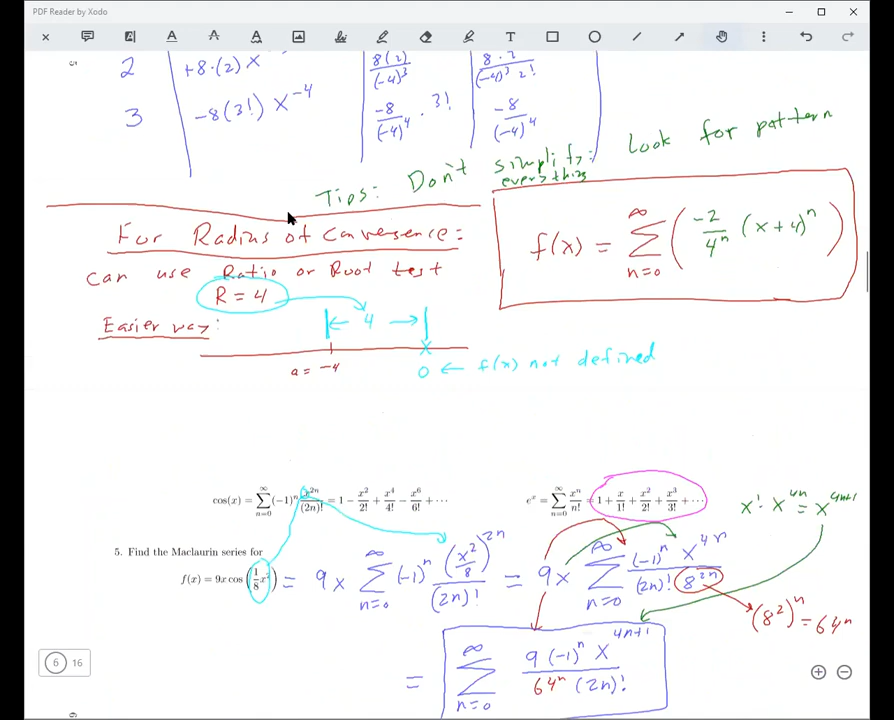 PDF Reader by Xodo
2 +8·(2) x 8(2)/(-4)^3 8·2/(-4)^3 2!
3 -8(3!) x^-4 -8/(-4)^4 · 3! -8/(-4)^4
Tips: Don't simplify everything Look for pattern
For Radius of Convergence:
can use Ratio or Root test
R = 4
Easier way:
|← 4 →|
a = -4 0 ← f(x) not defined
f(x) = ∞ Σ n=0 ( -2/4^n (x+4)^n )
cos(x) = ∞ Σ n=0 (-1)^n x^2n/(2n)! = 1 - x^2/2! + x^4/4! - x^6/6! + ···
e^x = ∞ Σ n=0 x^n/n! = 1 + x/1! + x^2/2! + x^3/3! + ···
x^1 · x^4n = x^4n+1
5. Find the Maclaurin series for
f(x) = 9x cos(1/8 x^2) = 9x ∞ Σ n=0 (-1)^n (x^2/8)^2n/(2n)! = 9x ∞ Σ n=0 (-1)^n x^4n/(2n)! 8^2n
(8^2)^n = 64^n
= ∞ Σ n=0 9(-1)^n x^4n+1/64^n (2n)!
6 16